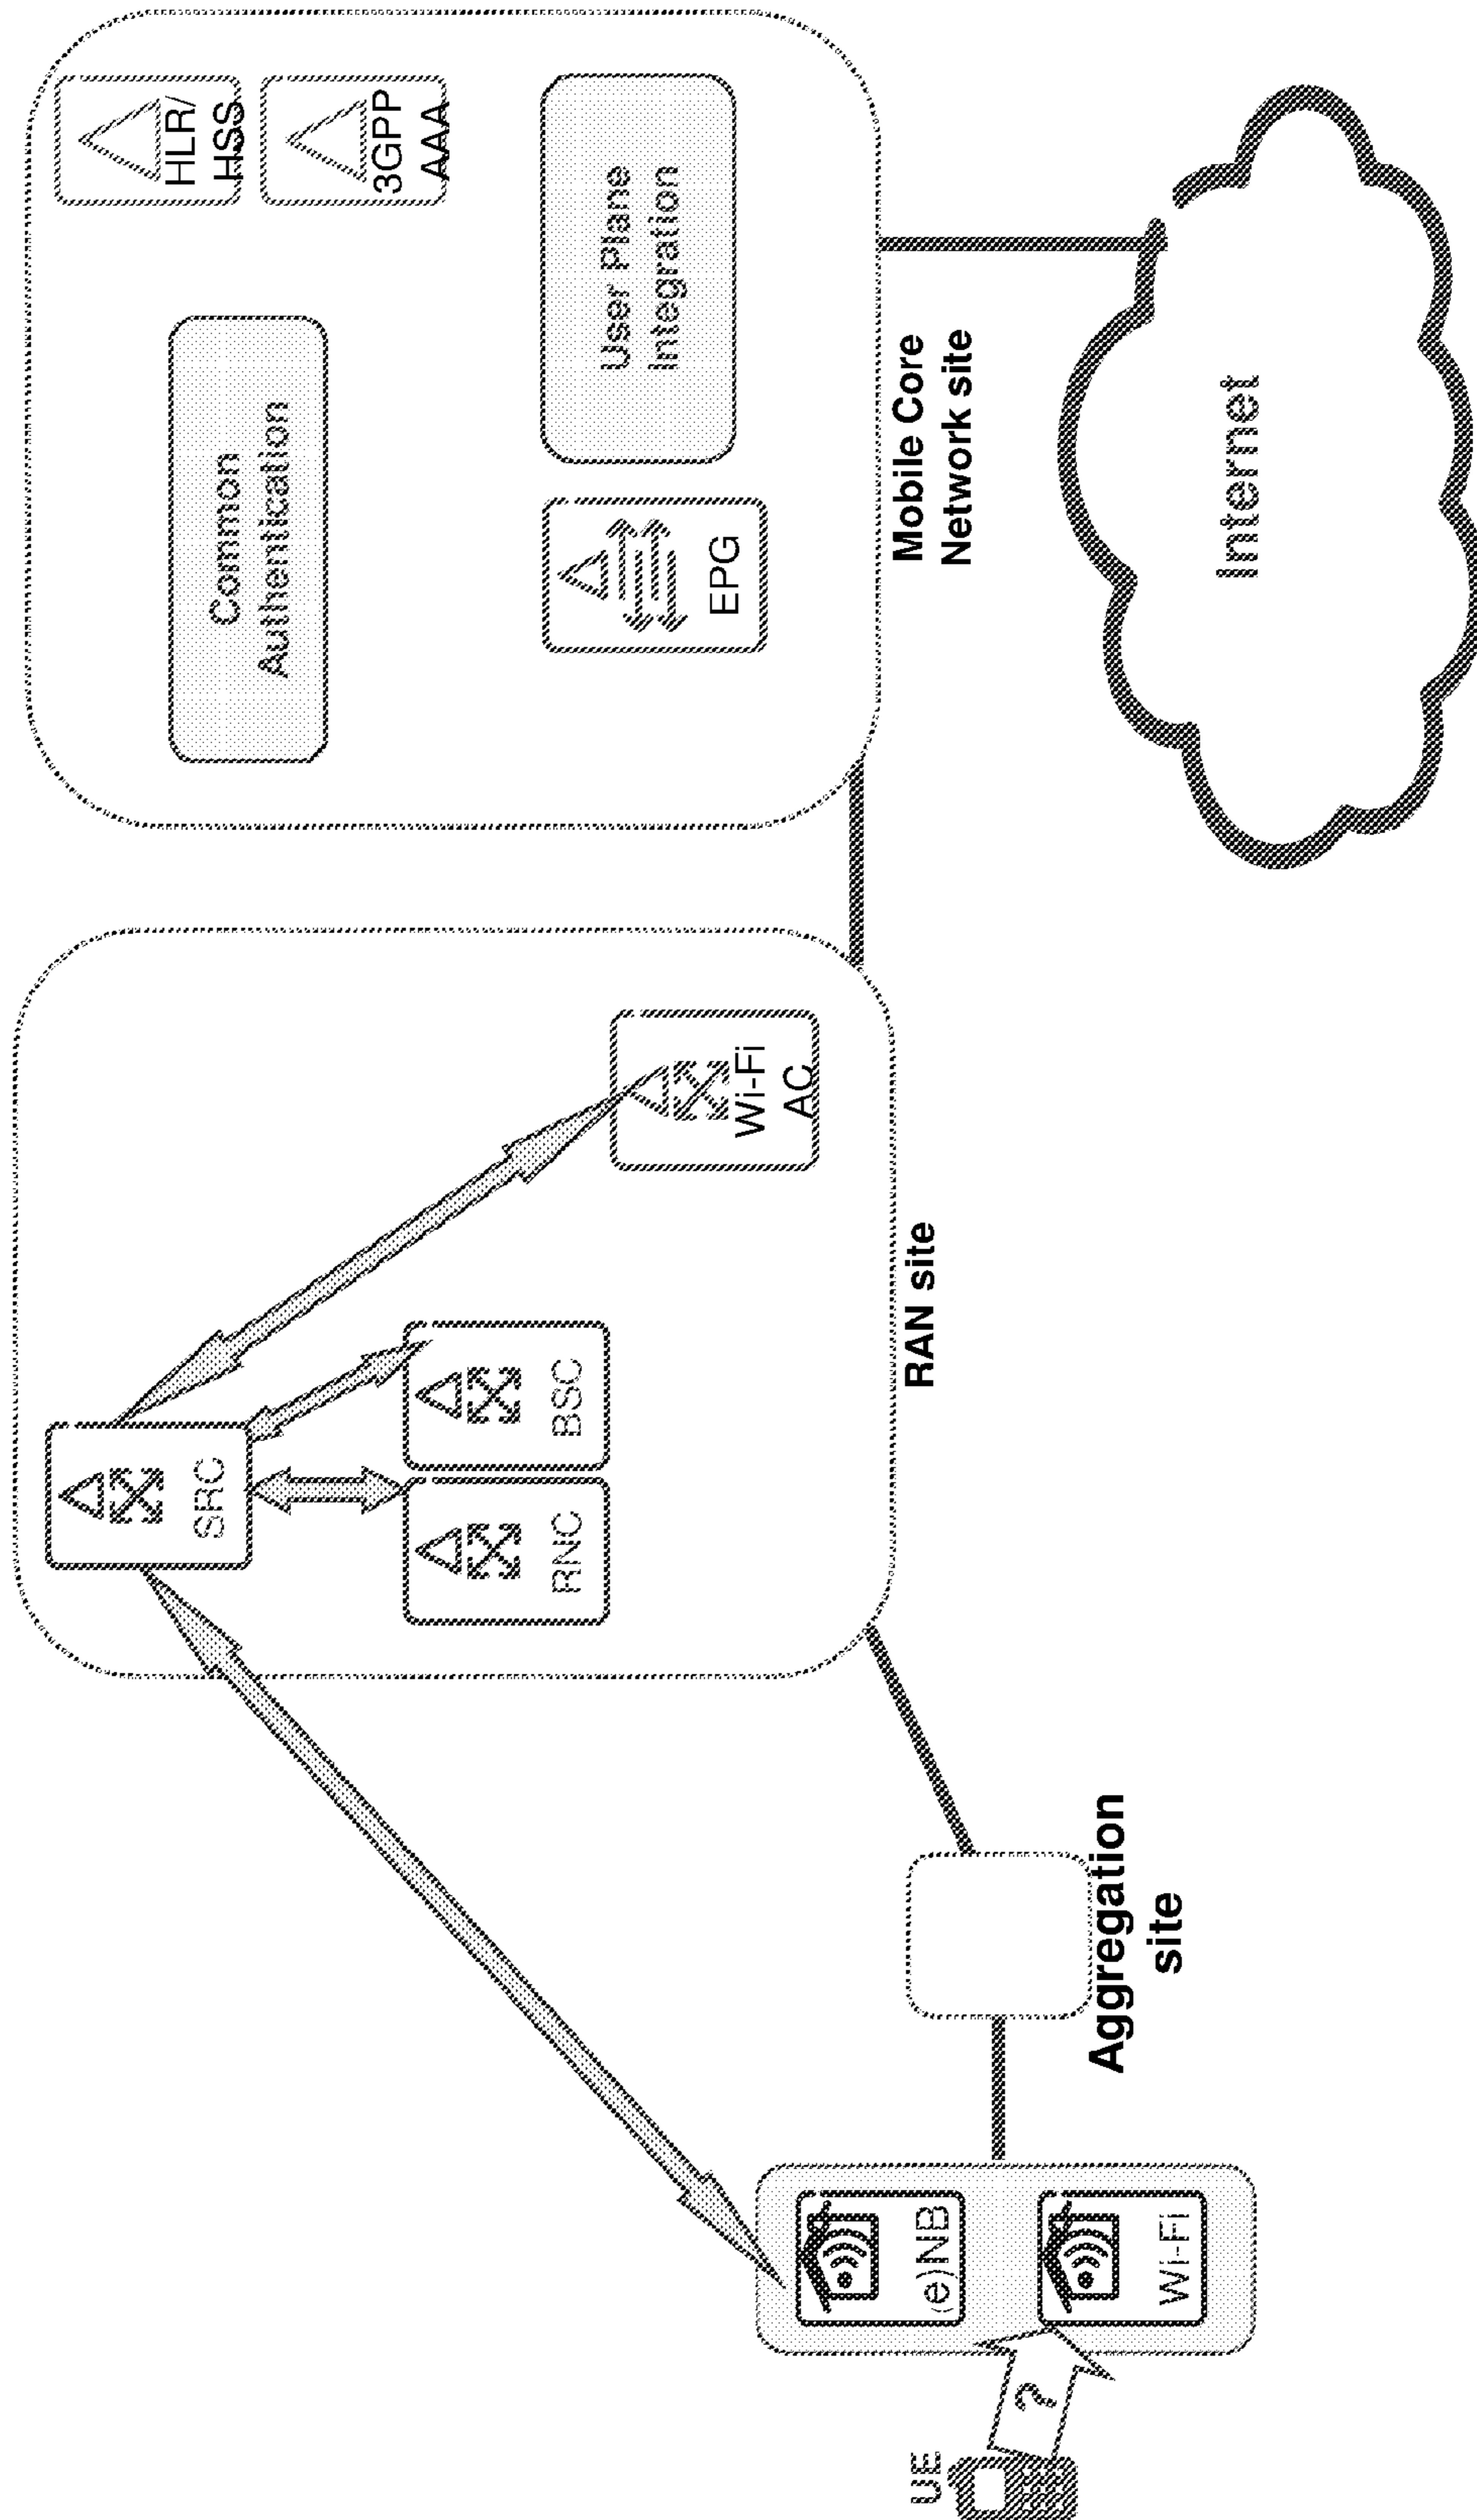 UE
?
(e)NB
Wi-Fi
Aggregation
site
SRC
RNC
BSC
Wi-Fi
AC
RAN site
Common
Authentication
HLR/
HSS
3GPP
AAA
EPG
User Plane
Integration
Mobile Core
Network site
Internet